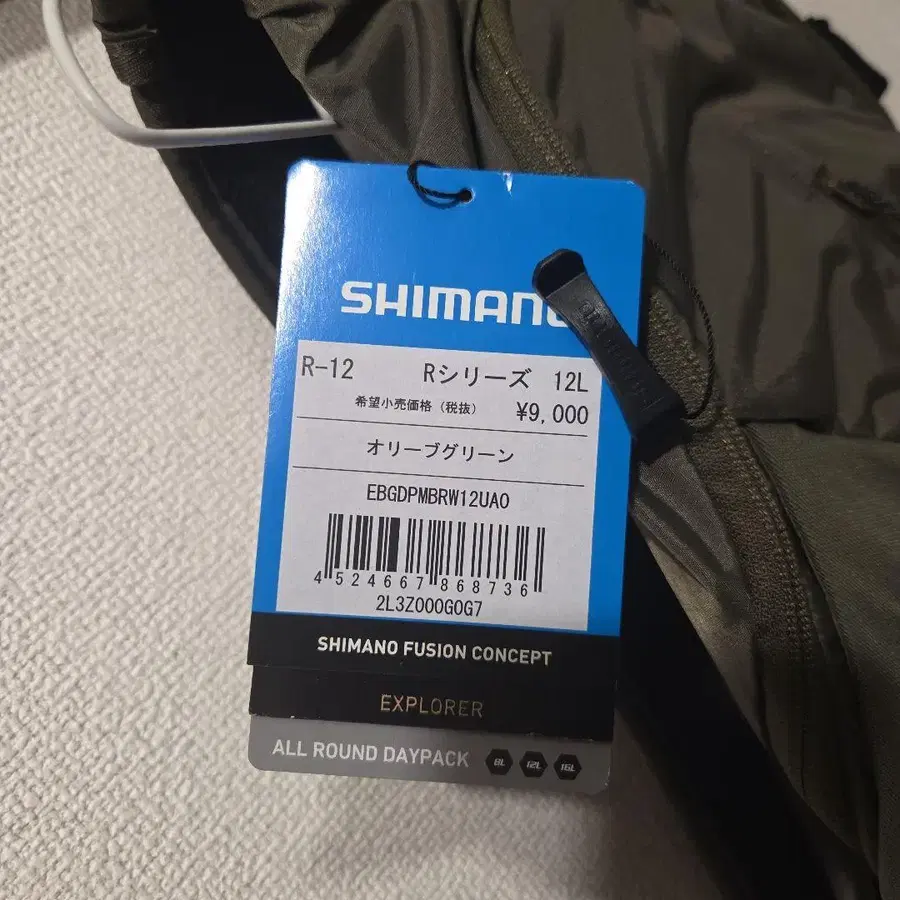 SHIMANO
R-12 Rシリーズ 12L
希望小売価格(税抜) ¥9,000
オリーブグリーン
EBGDPMBRW12UA0
4 524667 868736
2L3Z000G0G7
SHIMANO FUSION CONCEPT
EXPLORER
ALL ROUND DAYPACK 8L 12L 16L